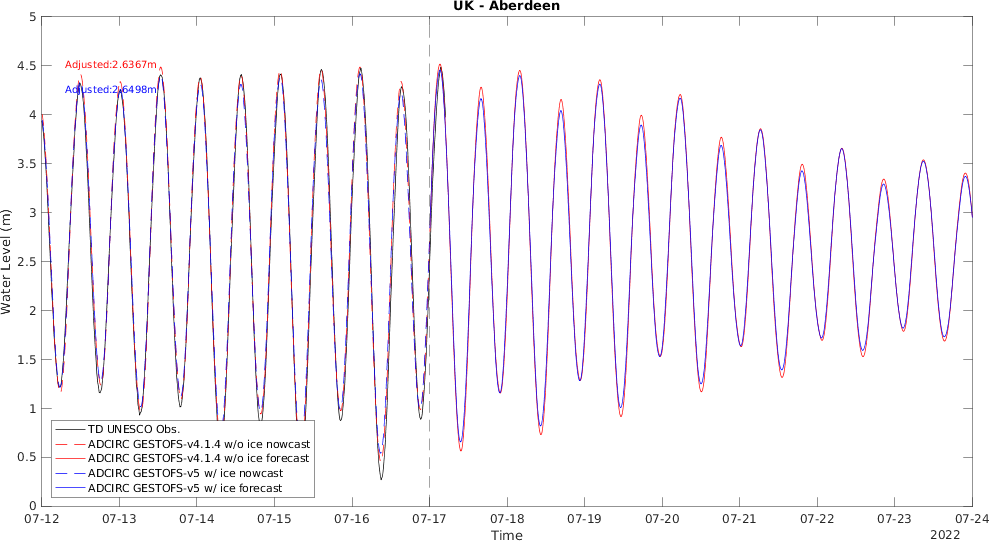 UK - Aberdeen
5
4.5
4
3.5
3
2.5
2
1.5
1
0.5
0
Water Level (m)
Adjusted:2.6367m
Adjusted:2.6498m
TD UNESCO Obs.
ADCIRC GESTOFS-v4.1.4 w/o ice nowcast
ADCIRC GESTOFS-v4.1.4 w/o ice forecast
ADCIRC GESTOFS-v5 w/ ice nowcast
ADCIRC GESTOFS-v5 w/ ice forecast
07-12 07-13 07-14 07-15 07-16 07-17 07-18 07-19 07-20 07-21 07-22 07-23 07-24
Time
2022